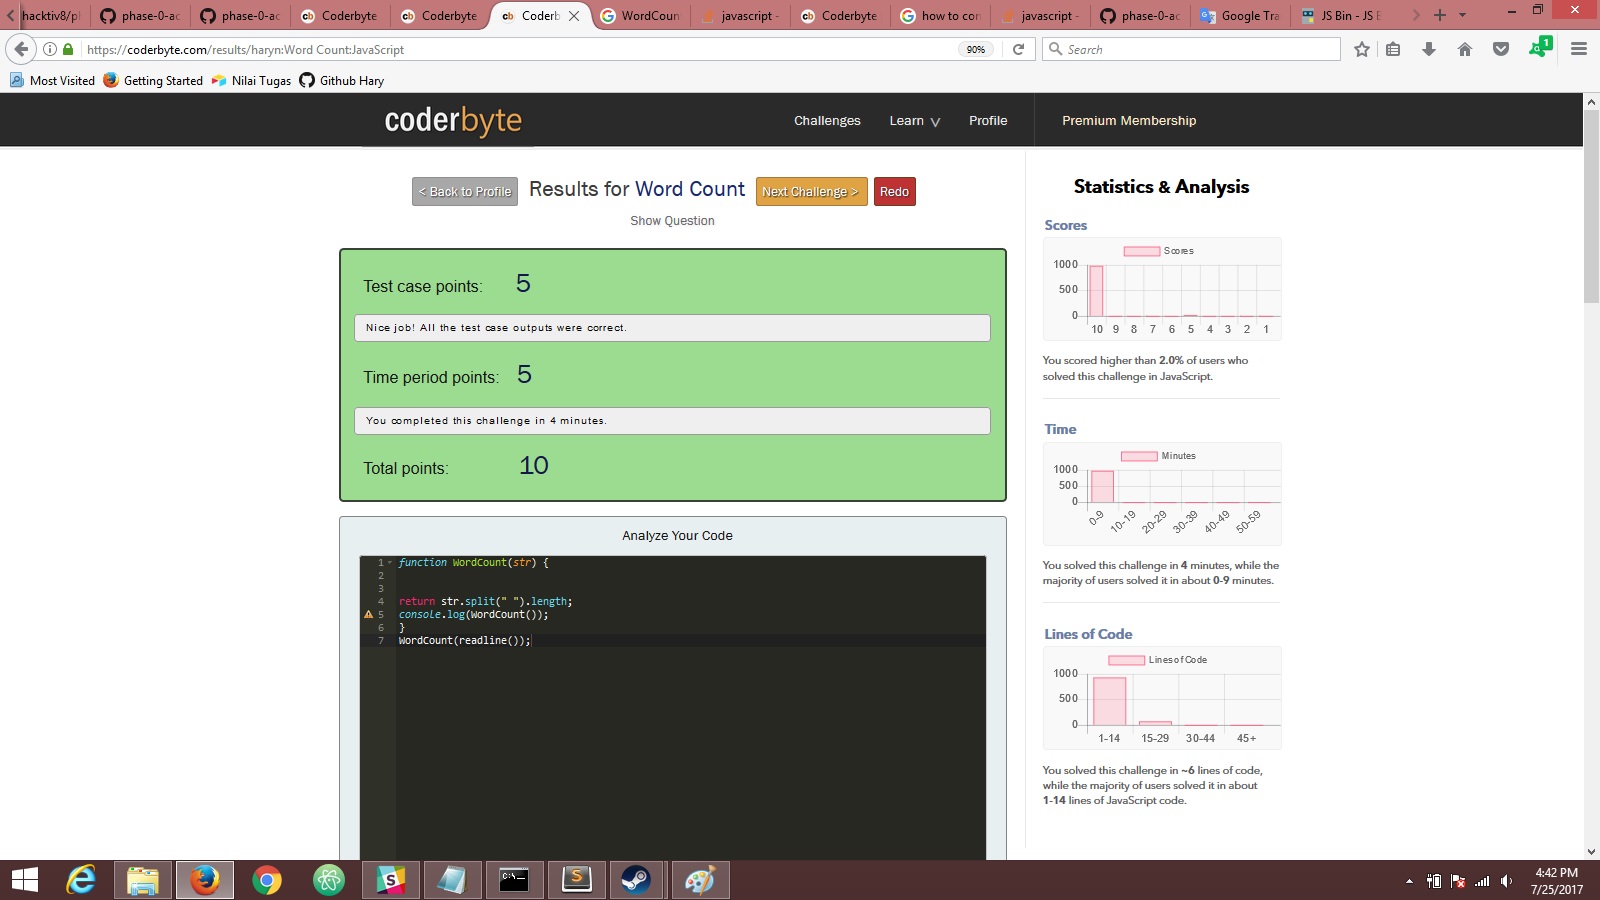 hacktiv8/pl
phase-0-ac
phase-0-ac
Coderbyte
Coderbyte
Coderb
WordCoun
javascript -
Coderbyte
how to con
javascript -
phase-0-ac
Google Tra
JS Bin - JS B
https://coderbyte.com/results/haryn:Word Count:JavaScript
90%
Search
1
Most Visited
Getting Started
Nilai Tugas
Github Hary
coderbyte
Challenges
Learn
Profile
Premium Membership
< Back to Profile
Results for Word Count
Next Challenge >
Redo
Show Question
Test case points: 5
Nice job! All the test case outputs were correct.
Time period points: 5
You completed this challenge in 4 minutes.
Total points: 10
Analyze Your Code
1 function WordCount(str) {
2
3
4 return str.split(" ").length;
5 console.log(WordCount());
6 }
7 WordCount(readline());
Statistics & Analysis
Scores
Scores
1000
500
0
10 9 8 7 6 5 4 3 2 1
You scored higher than 2.0% of users who
solved this challenge in JavaScript.
Time
Minutes
1000
500
0
0-9 10-19 20-29 30-39 40-49 50-59
You solved this challenge in 4 minutes, while the
majority of users solved it in about 0-9 minutes.
Lines of Code
Lines of Code
1000
500
0
1-14 15-29 30-44 45+
You solved this challenge in ~6 lines of code,
while the majority of users solved it in about
1-14 lines of JavaScript code.
4:42 PM
7/25/2017